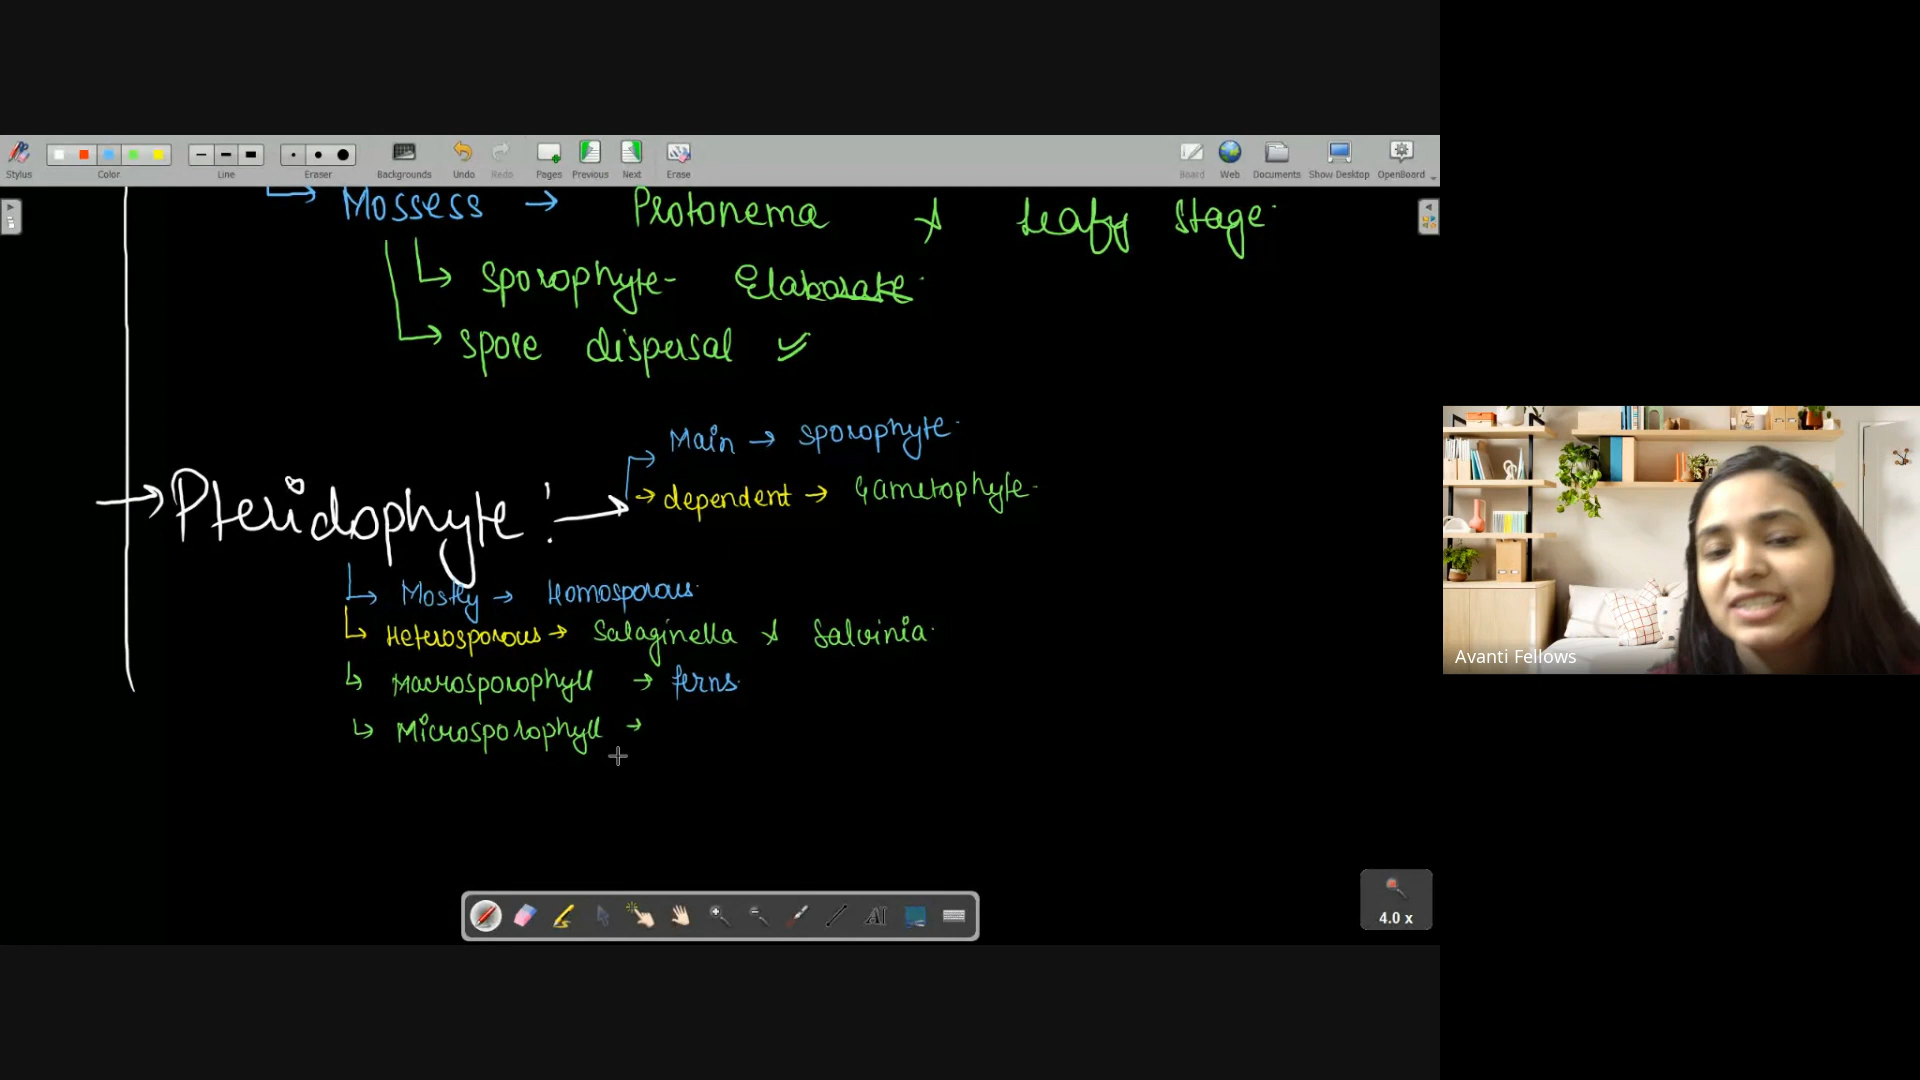 Stylus Color Line Eraser Backgrounds Undo Redo Pages Previous Next Erase Board Web Documents Show Desktop OpenBoard
Mossess → Protonema & Leafy Stage.
Sporophyte - Elaborate.
Spore dispersal
Main → Sporophyte.
→ Pteridophyte : →
→ dependent → Gametophyte.
Mostly → Homosporous.
Heterosporous → Salaginella & Salvinia.
Macrosporophyll → ferns.
Microsporophyll →
4.0 x
Avanti Fellows